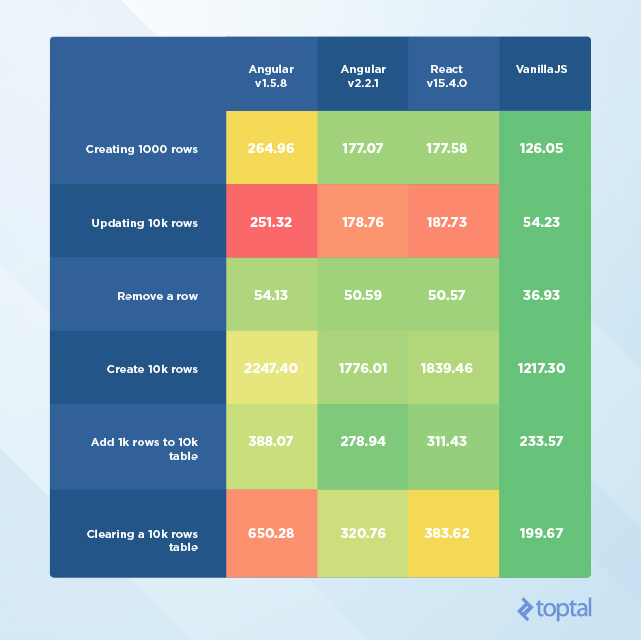 Angular Angular React VanillaJS
v1.5.8 v2.2.1 v15.4.0
Creating 1000 rows 264.96 177.07 177.58 126.05
Updating 10k rows 251.32 178.76 187.73 54.23
Remove a row 54.13 50.59 50.57 36.93
Create 10k rows 2247.40 1776.01 1839.46 1217.30
Add 1k rows to 10k 388.07 278.94 311.43 233.57
table
Clearing a 10k rows 650.28 320.76 383.62 199.67
table
toptal